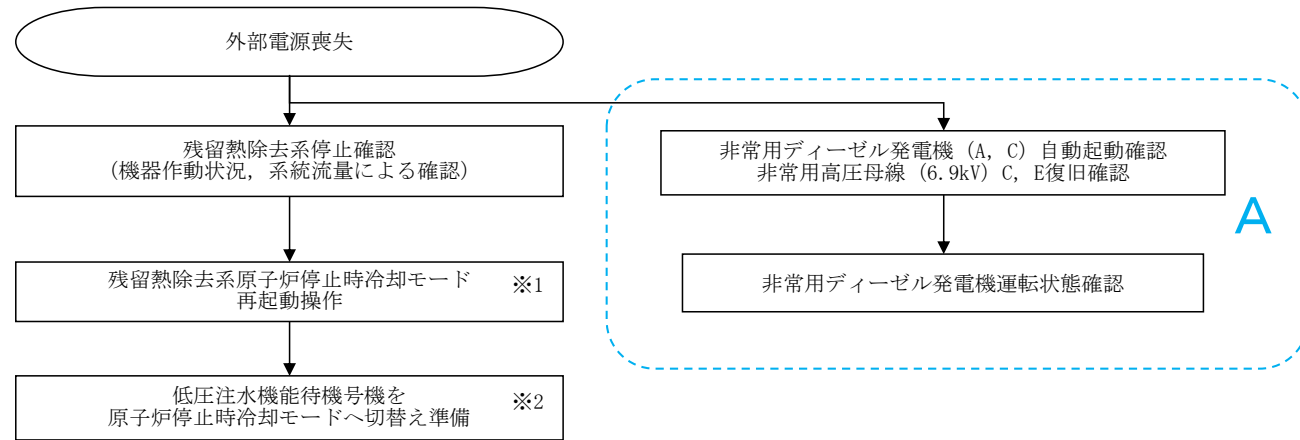 外部電源喪失
残留熱除去系停止確認
(機器作動状況, 系統流量による確認)
残留熱除去系原子炉停止時冷却モード ※1
再起動操作
低圧注水機能待機号機を ※2
原子炉停止時冷却モードへ切替え準備
非常用ディーゼル発電機 (A, C) 自動起動確認
非常用高圧母線 (6.9kV) C, E復旧確認
A
非常用ディーゼル発電機運転状態確認